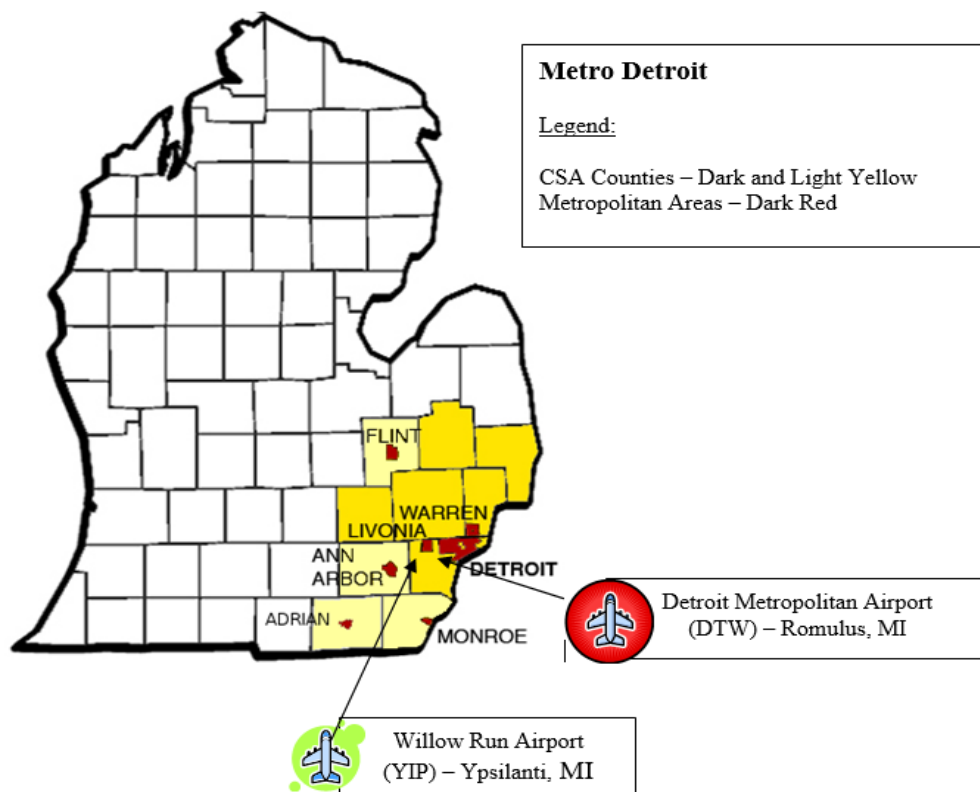 Metro Detroit
Legend:
CSA Counties – Dark and Light Yellow
Metropolitan Areas – Dark Red
FLINT
WARREN
LIVONIA
ANN
ARBOR
DETROIT
ADRIAN
MONROE
Detroit Metropolitan Airport
(DTW) – Romulus, MI
Willow Run Airport
(YIP) – Ypsilanti, MI